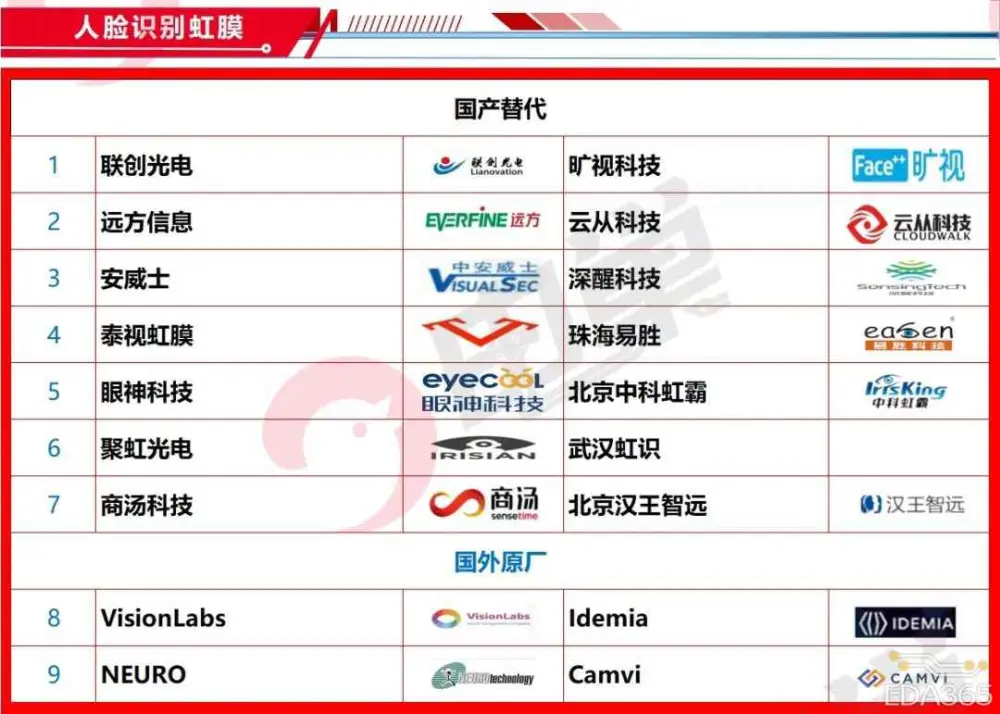 人脸识别虹膜
国产替代
1 联创光电 联创光电 旷视科技 Face++ 旷视
Lianovation
2 远方信息 EVERFINE 远方 云从科技 云从科技
CLOUDWALK
3 安威士 中安威士 深醒科技 SensingTech
VISUALSEC
4 泰视虹膜 珠海易胜 easen
易胜科技
5 眼神科技 eyecool 北京中科虹霸 IrisKing
眼神科技 中科虹霸
6 聚虹光电 IRISIAN 武汉虹识
7 商汤科技 商汤 北京汉王智远 汉王智远
sensetime
国外原厂
8 VisionLabs VisionLabs Idemia IDEMIA
9 NEURO NEUROtechnology Camvi CAMVI
EDA365